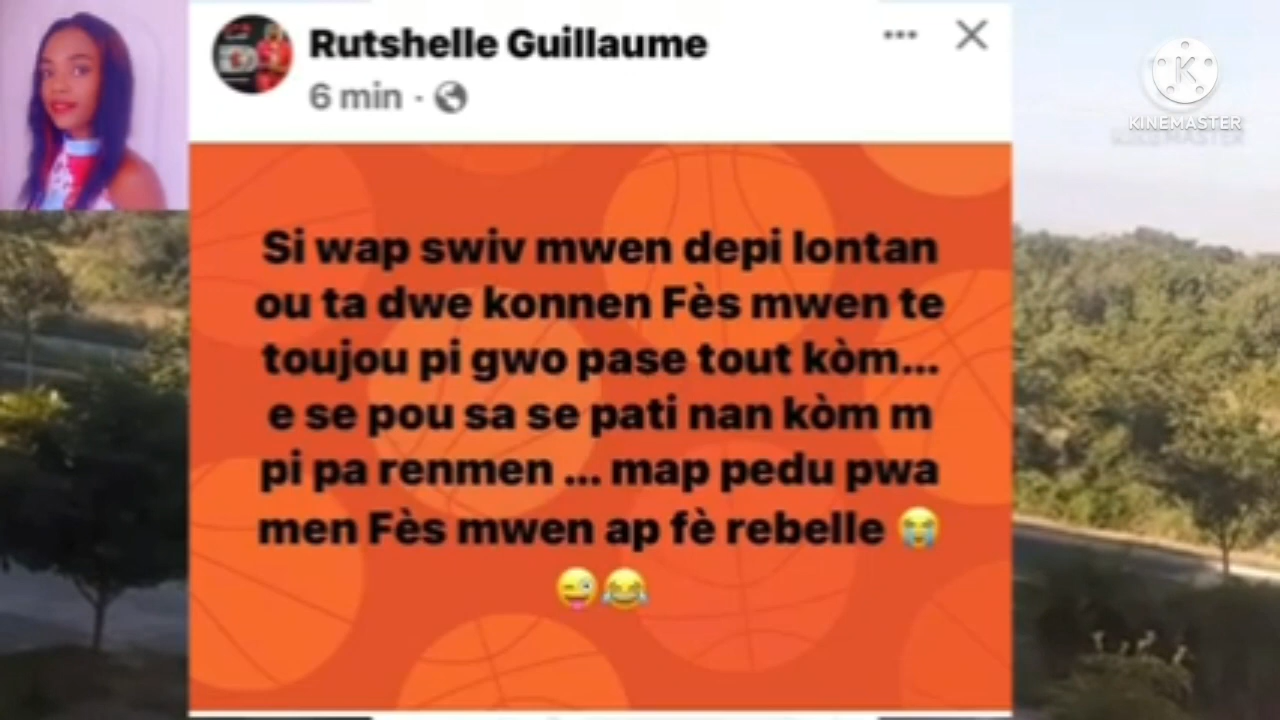 Rutshelle Guillaume
6 min
KINEMASTER
Si wap swiv mwen depi lontan
ou ta dwe konnen Fès mwen te
toujou pi gwo pase tout kòm...
e se pou sa se pati nan kòm m
pi pa renmen ... map pedu pwa
men Fès mwen ap fè rebelle 😭
😜😂